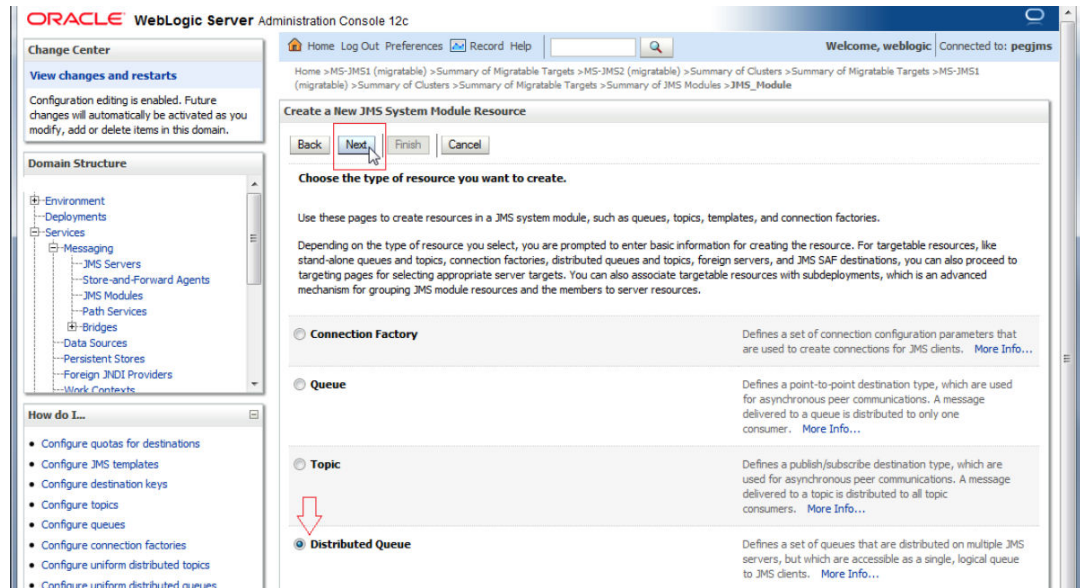 ORACLE WebLogic Server Administration Console 12c
Change Center
View changes and restarts
Configuration editing is enabled. Future
changes will automatically be activated as you
modify, add or delete items in this domain.
Domain Structure
Environment
Deployments
Services
Messaging
JMS Servers
Store-and-Forward Agents
JMS Modules
Path Services
Bridges
Data Sources
Persistent Stores
Foreign JNDI Providers
Work Contexts
How do I...
Configure quotas for destinations
Configure JMS templates
Configure destination keys
Configure topics
Configure queues
Configure connection factories
Configure uniform distributed topics
Configure uniform distributed queues
Home Log Out Preferences Record Help
Welcome, weblogic Connected to: pegjms
Home >MS-JMS1 (migratable) >Summary of Migratable Targets >MS-JMS2 (migratable) >Summary of Clusters >Summary of Migratable Targets >MS-JMS1
(migratable) >Summary of Clusters >Summary of Migratable Targets >Summary of JMS Modules >JMS_Module
Create a New JMS System Module Resource
Back Next Finish Cancel
Choose the type of resource you want to create.
Use these pages to create resources in a JMS system module, such as queues, topics, templates, and connection factories.
Depending on the type of resource you select, you are prompted to enter basic information for creating the resource. For targetable resources, like
stand-alone queues and topics, connection factories, distributed queues and topics, foreign servers, and JMS SAF destinations, you can also proceed to
targeting pages for selecting appropriate server targets. You can also associate targetable resources with subdeployments, which is an advanced
mechanism for grouping JMS module resources and the members to server resources.
Connection Factory
Defines a set of connection configuration parameters that
are used to create connections for JMS clients. More Info...
Queue
Defines a point-to-point destination type, which are used
for asynchronous peer communications. A message
delivered to a queue is distributed to only one
consumer. More Info...
Topic
Defines a publish/subscribe destination type, which are
used for asynchronous peer communications. A message
delivered to a topic is distributed to all topic
consumers. More Info...
Distributed Queue
Defines a set of queues that are distributed on multiple JMS
servers, but which are accessible as a single, logical queue
to JMS clients. More Info...